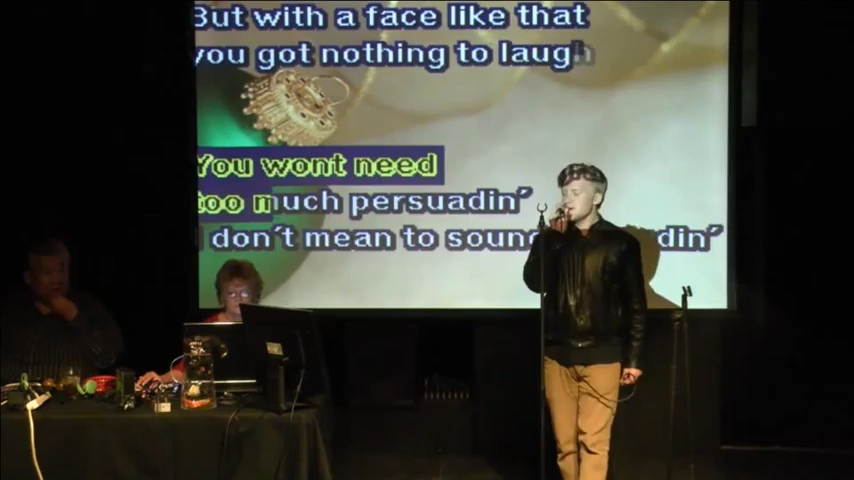 But with a face like that
you got nothing to laugh
You wont need
too much persuadin´
I don´t mean to sound din´